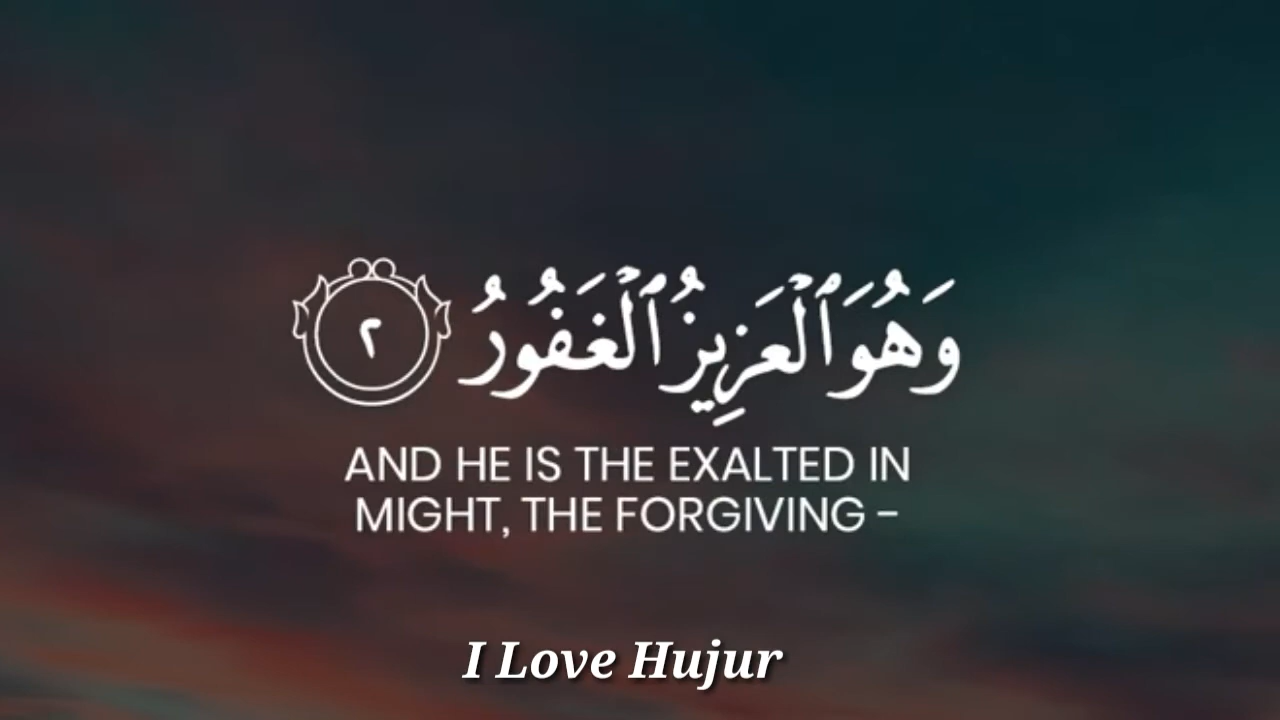 وَهُوَ ٱلْعَزِيزُ ٱلْغَفُورُ ٢
AND HE IS THE EXALTED IN
MIGHT, THE FORGIVING –
I Love Hujur